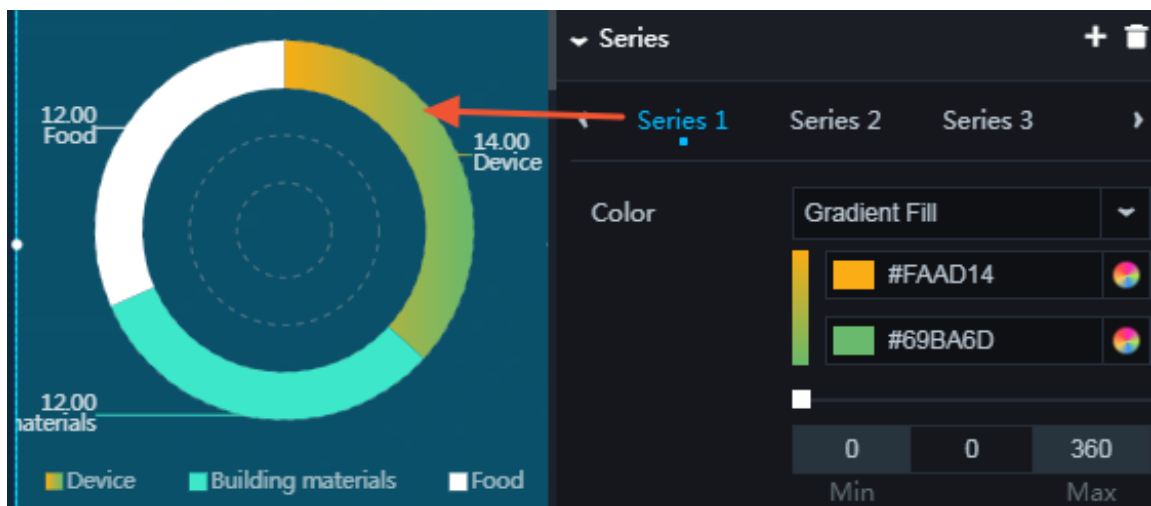 12.00
Food
14.00
Device
12.00
materials
Device
Building materials
Food
Series
Series 1
Series 2
Series 3
Color
Gradient Fill
#FAAD14
#69BA6D
0
0
360
Min
Max